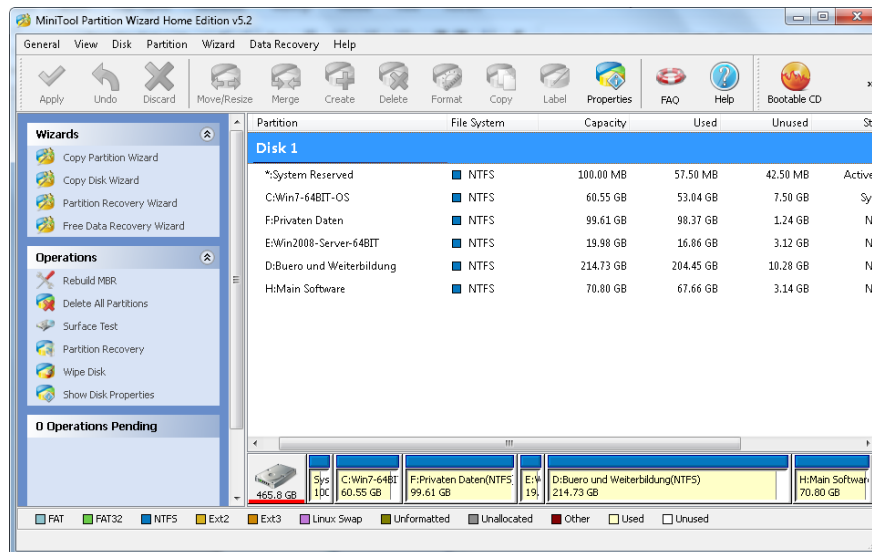 MiniTool Partition Wizard Home Edition v5.2
General View Disk Partition Wizard Data Recovery Help
Apply Undo Discard Move/Resize Merge Create Delete Format Copy Label Properties FAQ Help Bootable CD »
Wizards
Copy Partition Wizard
Copy Disk Wizard
Partition Recovery Wizard
Free Data Recovery Wizard
Operations
Rebuild MBR
Delete All Partitions
Surface Test
Partition Recovery
Wipe Disk
Show Disk Properties
0 Operations Pending
Partition File System Capacity Used Unused St
Disk 1
*:System Reserved NTFS 100.00 MB 57.50 MB 42.50 MB Active
C:Win7-64BIT-OS NTFS 60.55 GB 53.04 GB 7.50 GB Sy
F:Privaten Daten NTFS 99.61 GB 98.37 GB 1.24 GB N
E:Win2008-Server-64BIT NTFS 19.98 GB 16.86 GB 3.12 GB N
D:Buero und Weiterbildung NTFS 214.73 GB 204.45 GB 10.28 GB N
H:Main Software NTFS 70.80 GB 67.66 GB 3.14 GB N
465.8 GB
Sys
100
C:Win7-64BI
60.55 GB
F:Privaten Daten(NTFS
99.61 GB
E:W
19.
D:Buero und Weiterbildung(NTFS)
214.73 GB
H:Main Softwar
70.80 GB
FAT FAT32 NTFS Ext2 Ext3 Linux Swap Unformatted Unallocated Other Used Unused